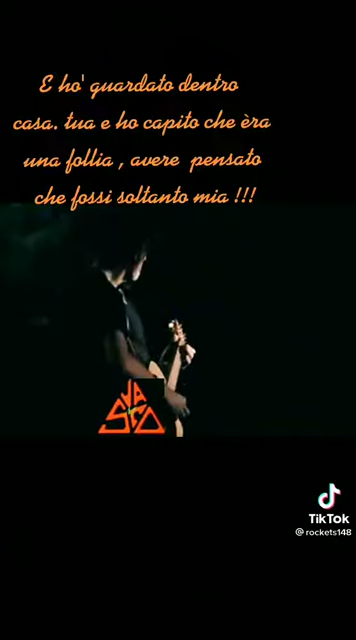 E ho' guardato dentro
casa. tua e ho capito che èra
una follia , avere pensato
che fossi soltanto mia !!!
VASCO
TikTok
@rockets148